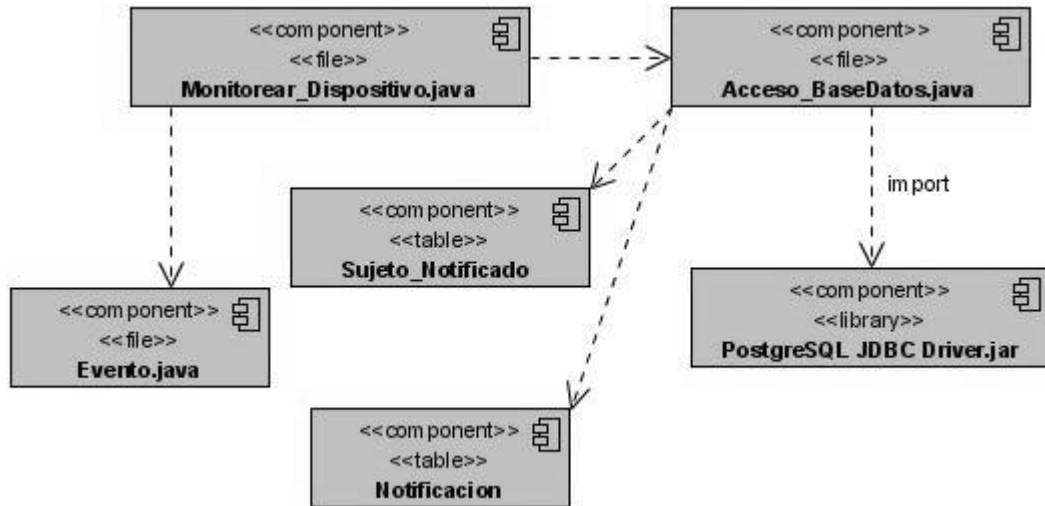 <<component>>
<<file>>
Monitorear_Dispositivo.java
<<component>>
<<file>>
Acceso_BaseDatos.java
import
<<component>>
<<table>>
Sujeto_Notificado
<<component>>
<<library>>
PostgreSQL JDBC Driver.jar
<<component>>
<<file>>
Evento.java
<<component>>
<<table>>
Notificacion